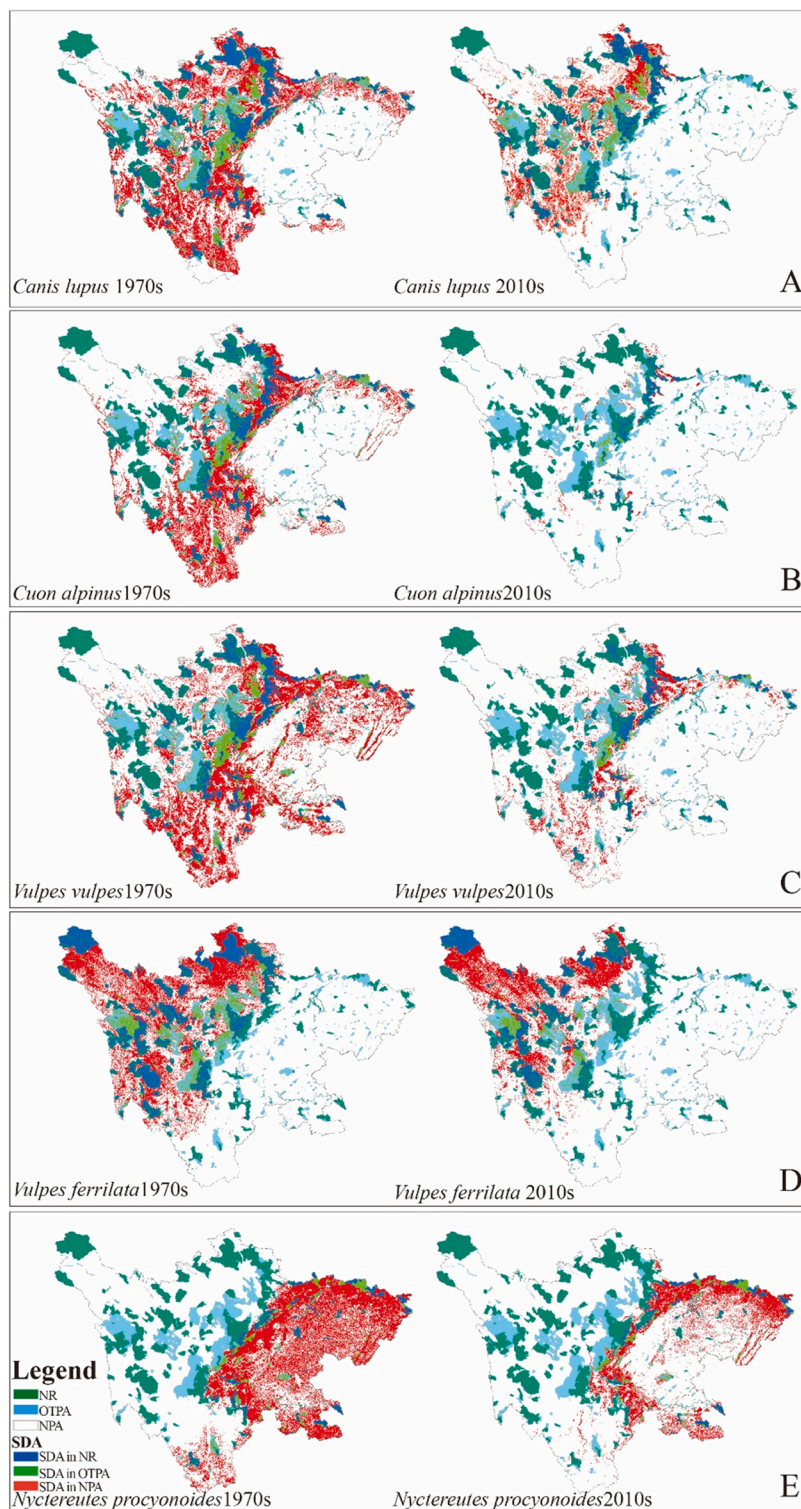 Canis lupus 1970s
Canis lupus 2010s
A
Cuon alpinus1970s
Cuon alpinus2010s
B
Vulpes vulpes1970s
Vulpes vulpes2010s
C
Vulpes ferrilata1970s
Vulpes ferrilata 2010s
D
Legend
NR
OTPA
NPA
SDA
SDA in NR
SDA in OTPA
SDA in NPA
Nyctereutes procyonoides1970s
Nyctereutes procyonoides2010s
E